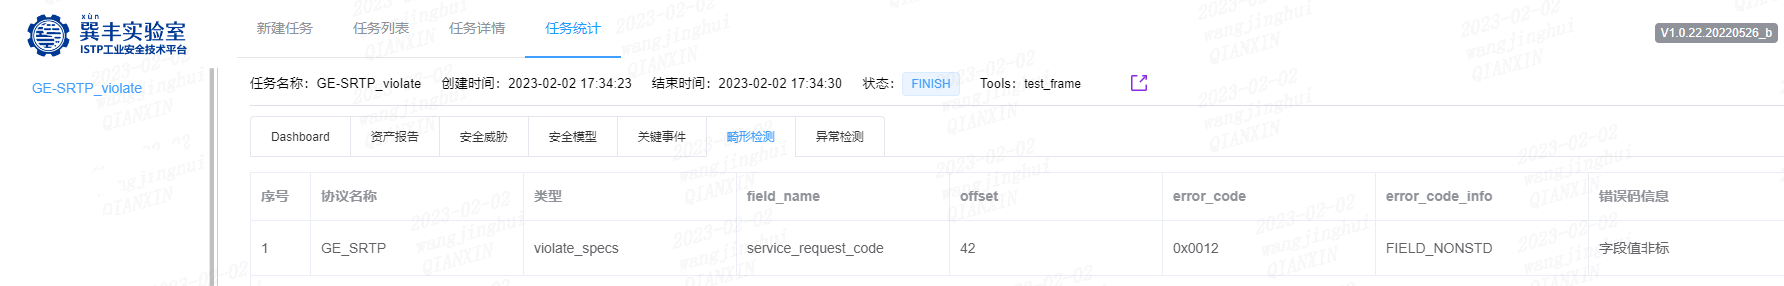 xùn
巽丰实验室
ISTP工业安全技术平台
新建任务 任务列表 任务详情 任务统计
V1.0.22.20220526_b
GE-SRTP_violate
任务名称：GE-SRTP_violate 创建时间：2023-02-02 17:34:23 结束时间：2023-02-02 17:34:30 状态： FINISH Tools：test_frame
Dashboard 资产报告 安全威胁 安全模型 关键事件 畸形检测 异常检测
序号 协议名称 类型 field_name offset error_code error_code_info 错误码信息
1 GE_SRTP violate_specs service_request_code 42 0x0012 FIELD_NONSTD 字段值非标
2023-02-02
wangjinghui
QIANXIN